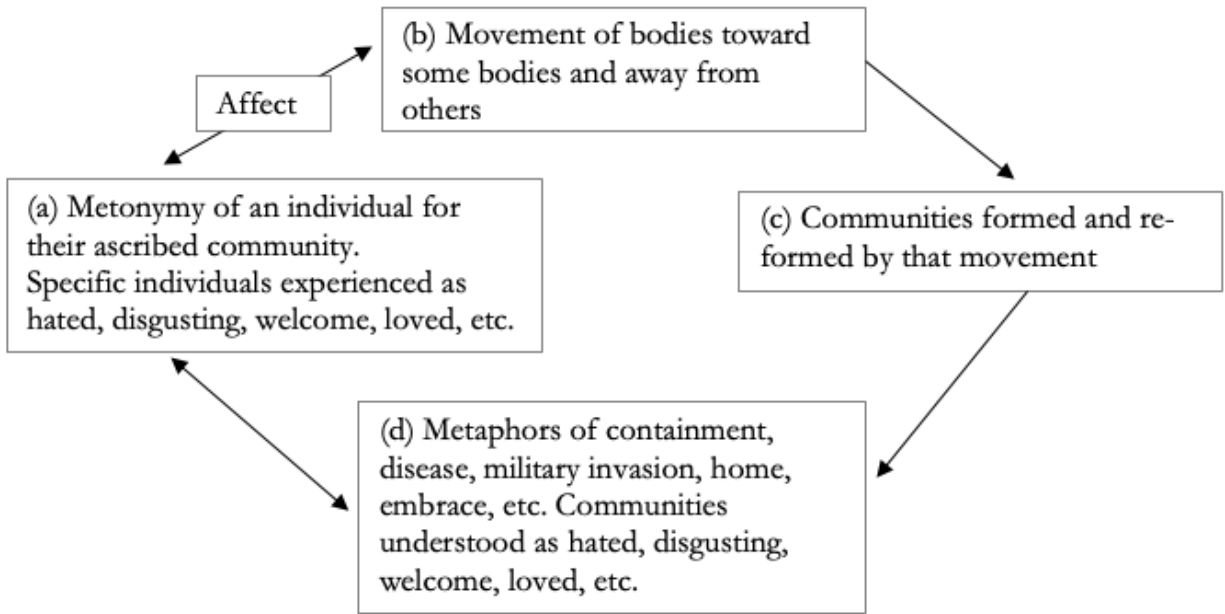 (b) Movement of bodies toward
some bodies and away from
others
Affect
(a) Metonymy of an individual for
their ascribed community.
Specific individuals experienced as
hated, disgusting, welcome, loved, etc.
(c) Communities formed and re-
formed by that movement
(d) Metaphors of containment,
disease, military invasion, home,
embrace, etc. Communities
understood as hated, disgusting,
welcome, loved, etc.